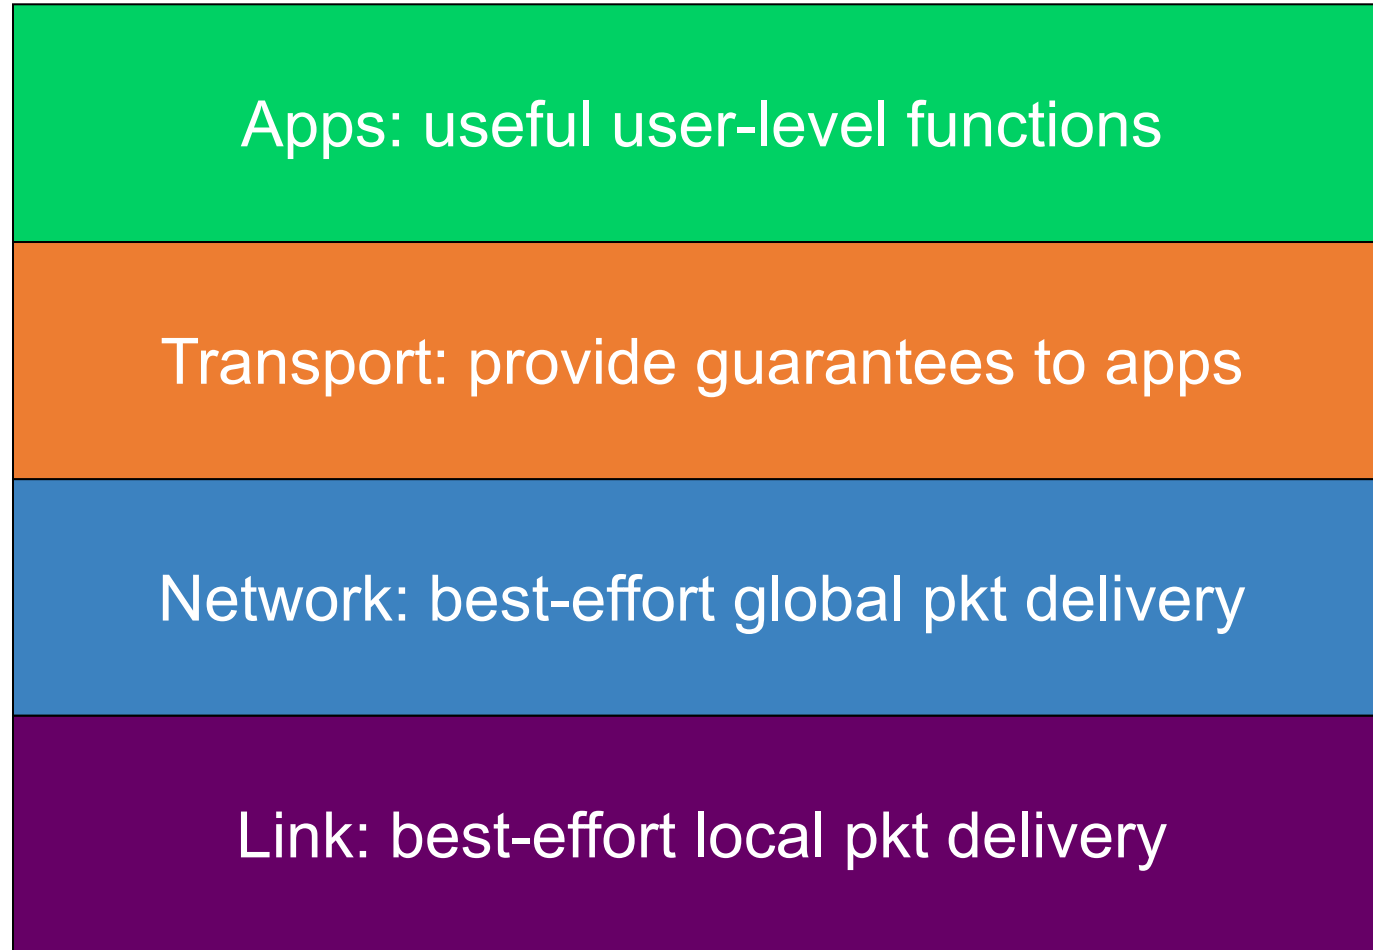 Apps: useful user-level functions
Transport: provide guarantees to apps
Network: best-effort global pkt delivery
Link: best-effort local pkt delivery